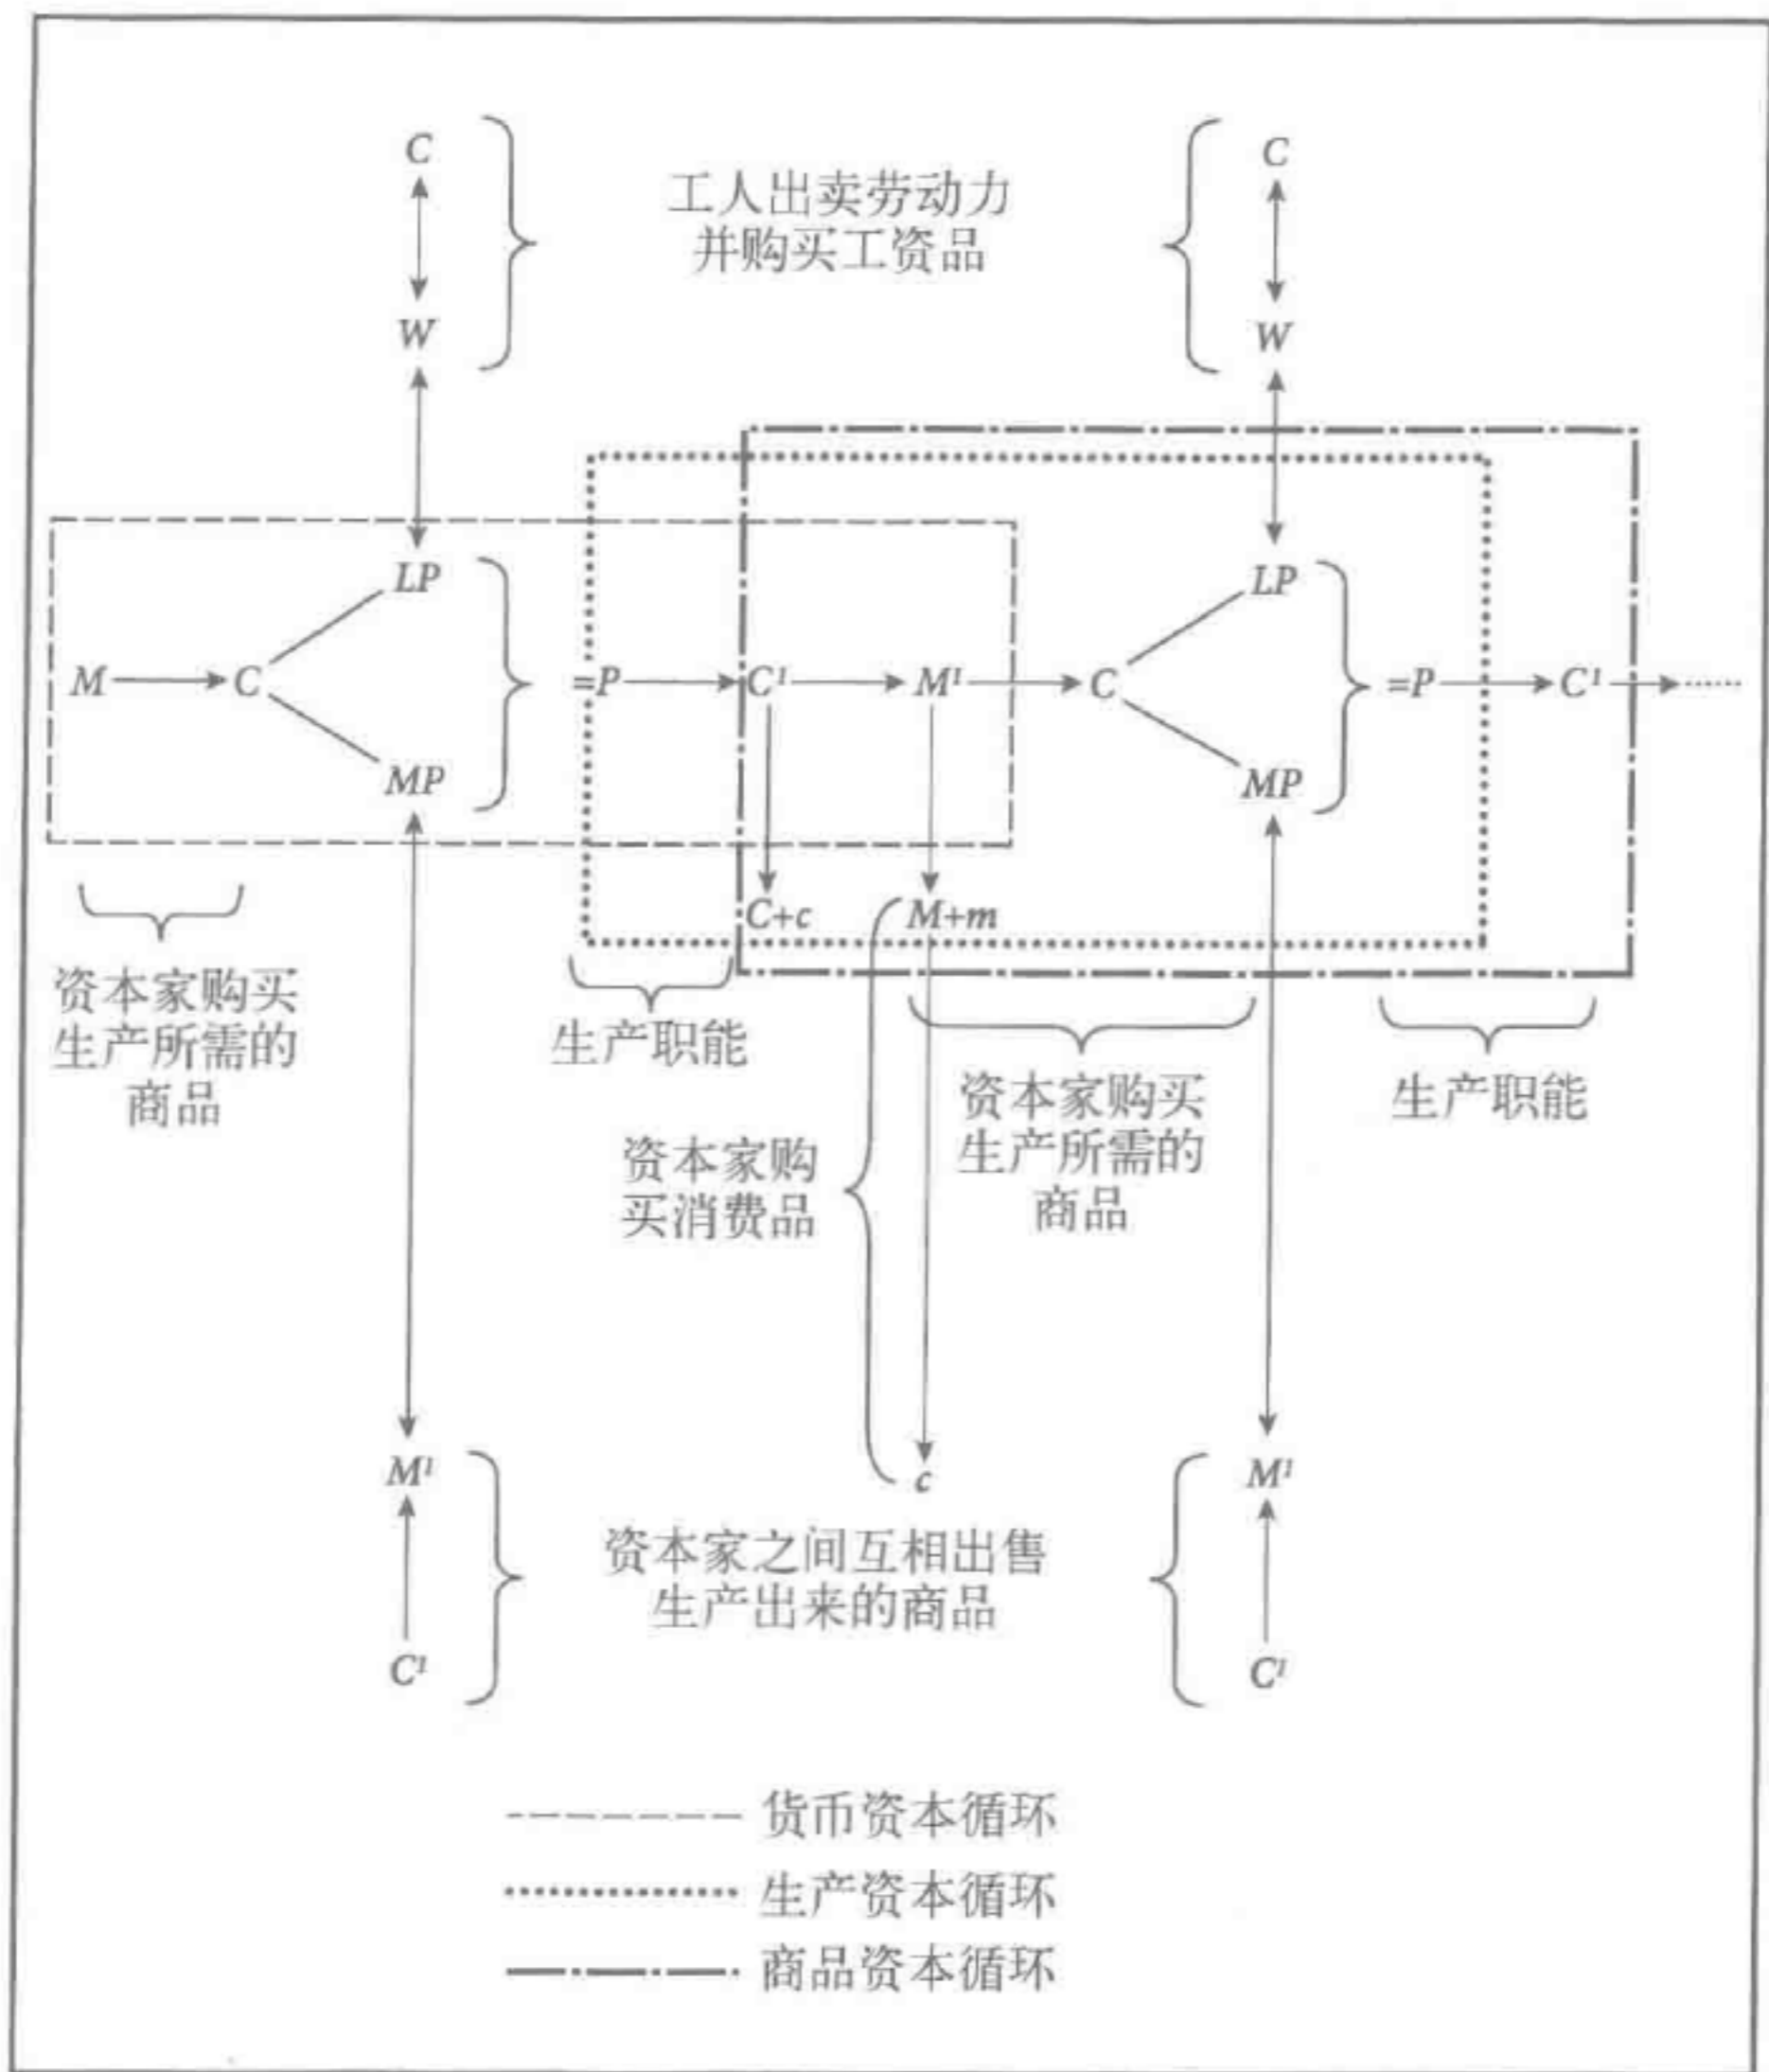 C
C
工人出卖劳动力
并购买工资品
W
W
LP
LP
M
C
=P
C¹
M¹
C
=P
C¹
······
MP
MP
C+c
M+m
资本家购买
生产所需的
商品
生产职能
资本家购买
生产所需的
商品
生产职能
资本家购
买消费品
M¹
c
M¹
资本家之间互相出售
生产出来的商品
C¹
C¹
货币资本循环
生产资本循环
商品资本循环